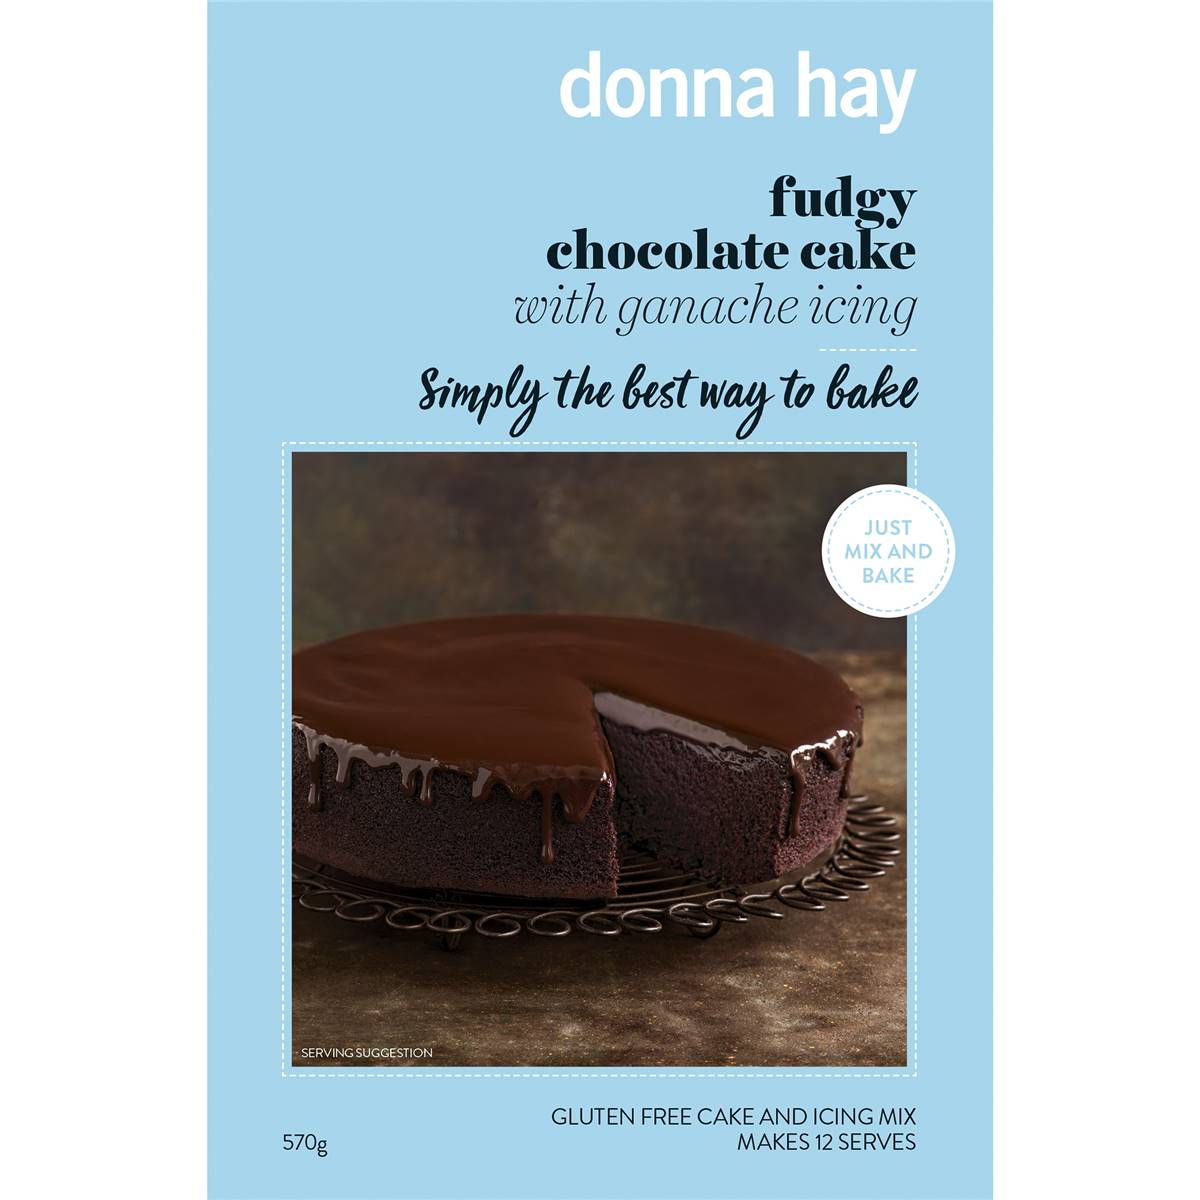 donna hay
fudgy
chocolate cake
with ganache icing
Simply the best way to bake
JUST
MIX AND
BAKE
SERVING SUGGESTION
GLUTEN FREE CAKE AND ICING MIX
570g MAKES 12 SERVES